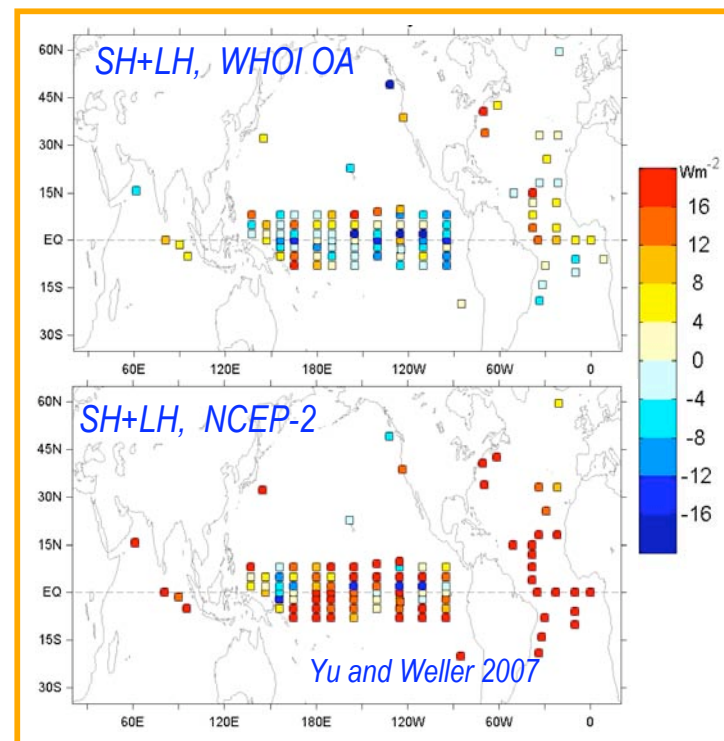 SH+LH, WHOI OA
60N
45N
30N
15N
EQ
15S
30S
60E
120E
180E
120W
60W
0
Wm-2
16
12
8
4
0
-4
-8
-12
-16
SH+LH, NCEP-2
60N
45N
30N
15N
EQ
15S
30S
Yu and Weller 2007
60E
120E
180E
120W
60W
0